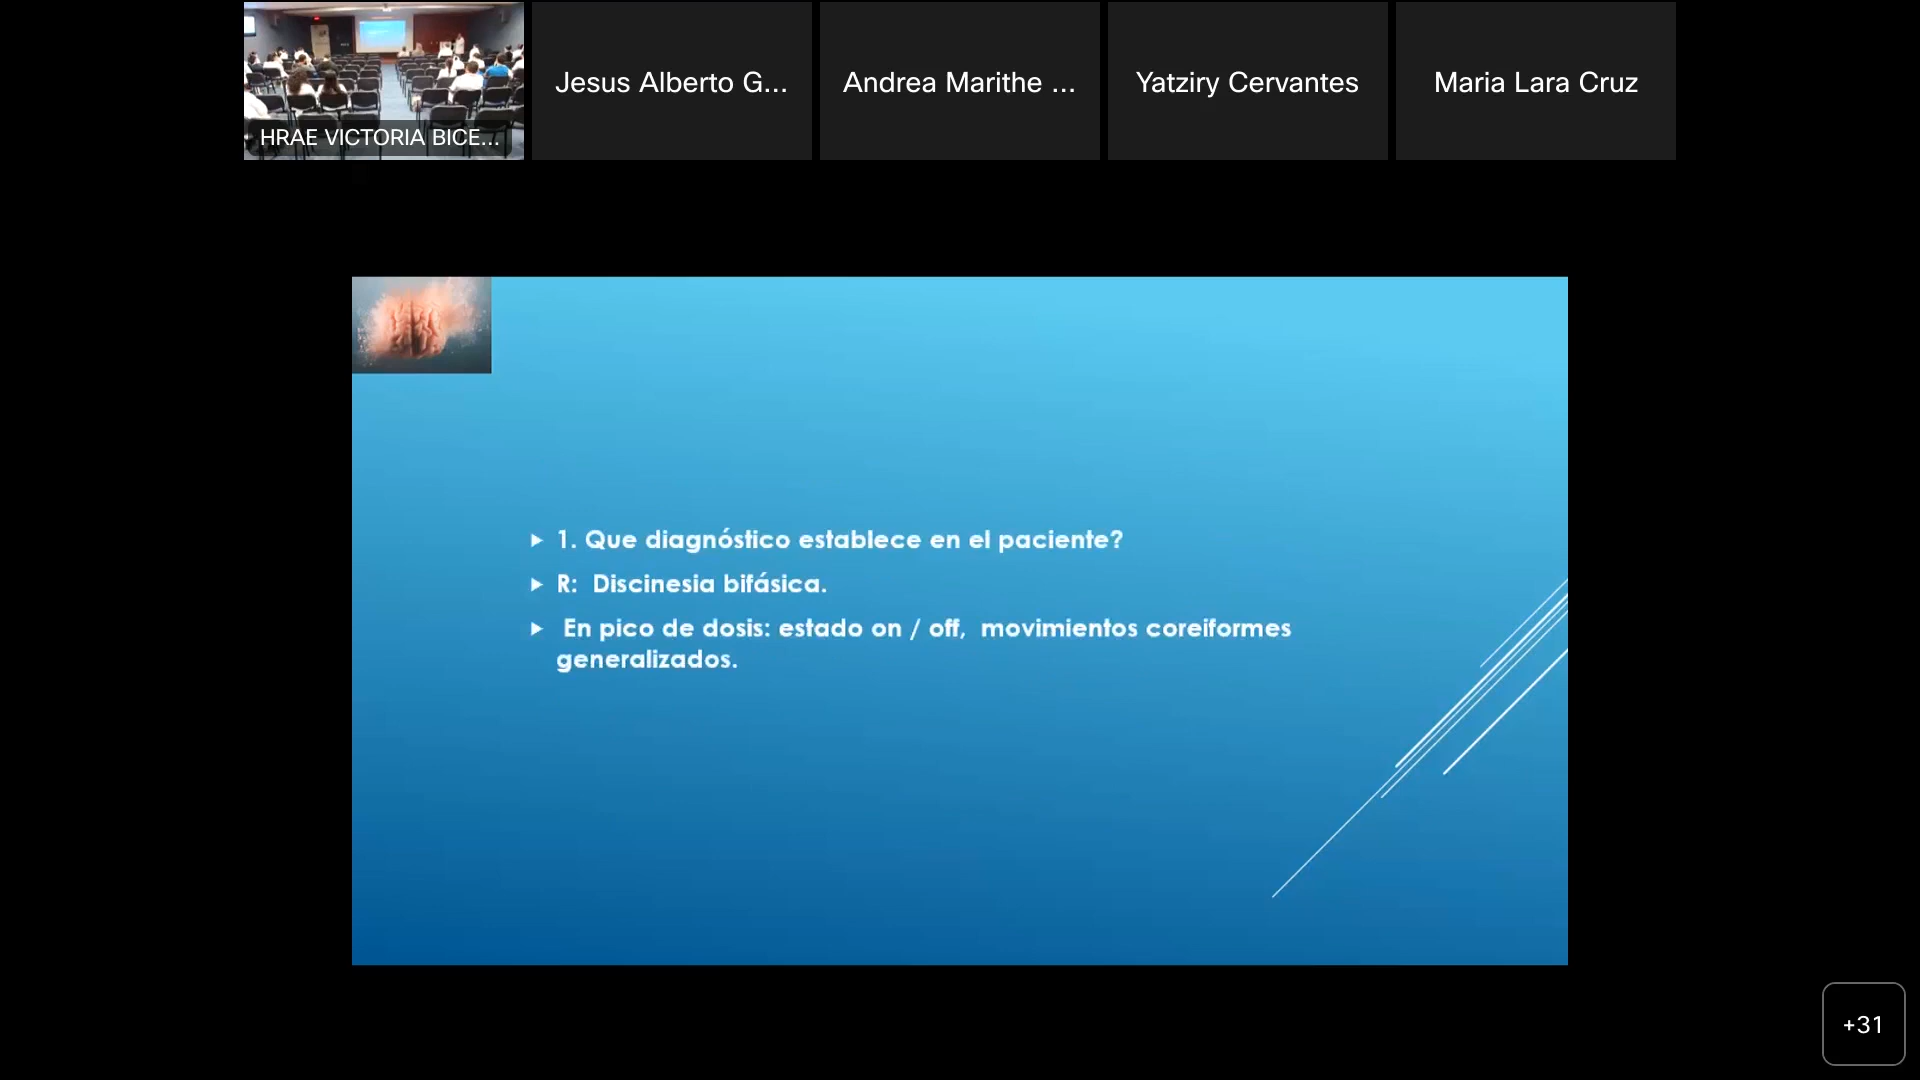 HRAE VICTORIA BICE...
Jesus Alberto G...
Andrea Marithe ...
Yatziry Cervantes
Maria Lara Cruz
1. Que diagnóstico establece en el paciente?
R:  Discinesia bifásica.
En pico de dosis: estado on / off,  movimientos coreiformes
generalizados.
+31